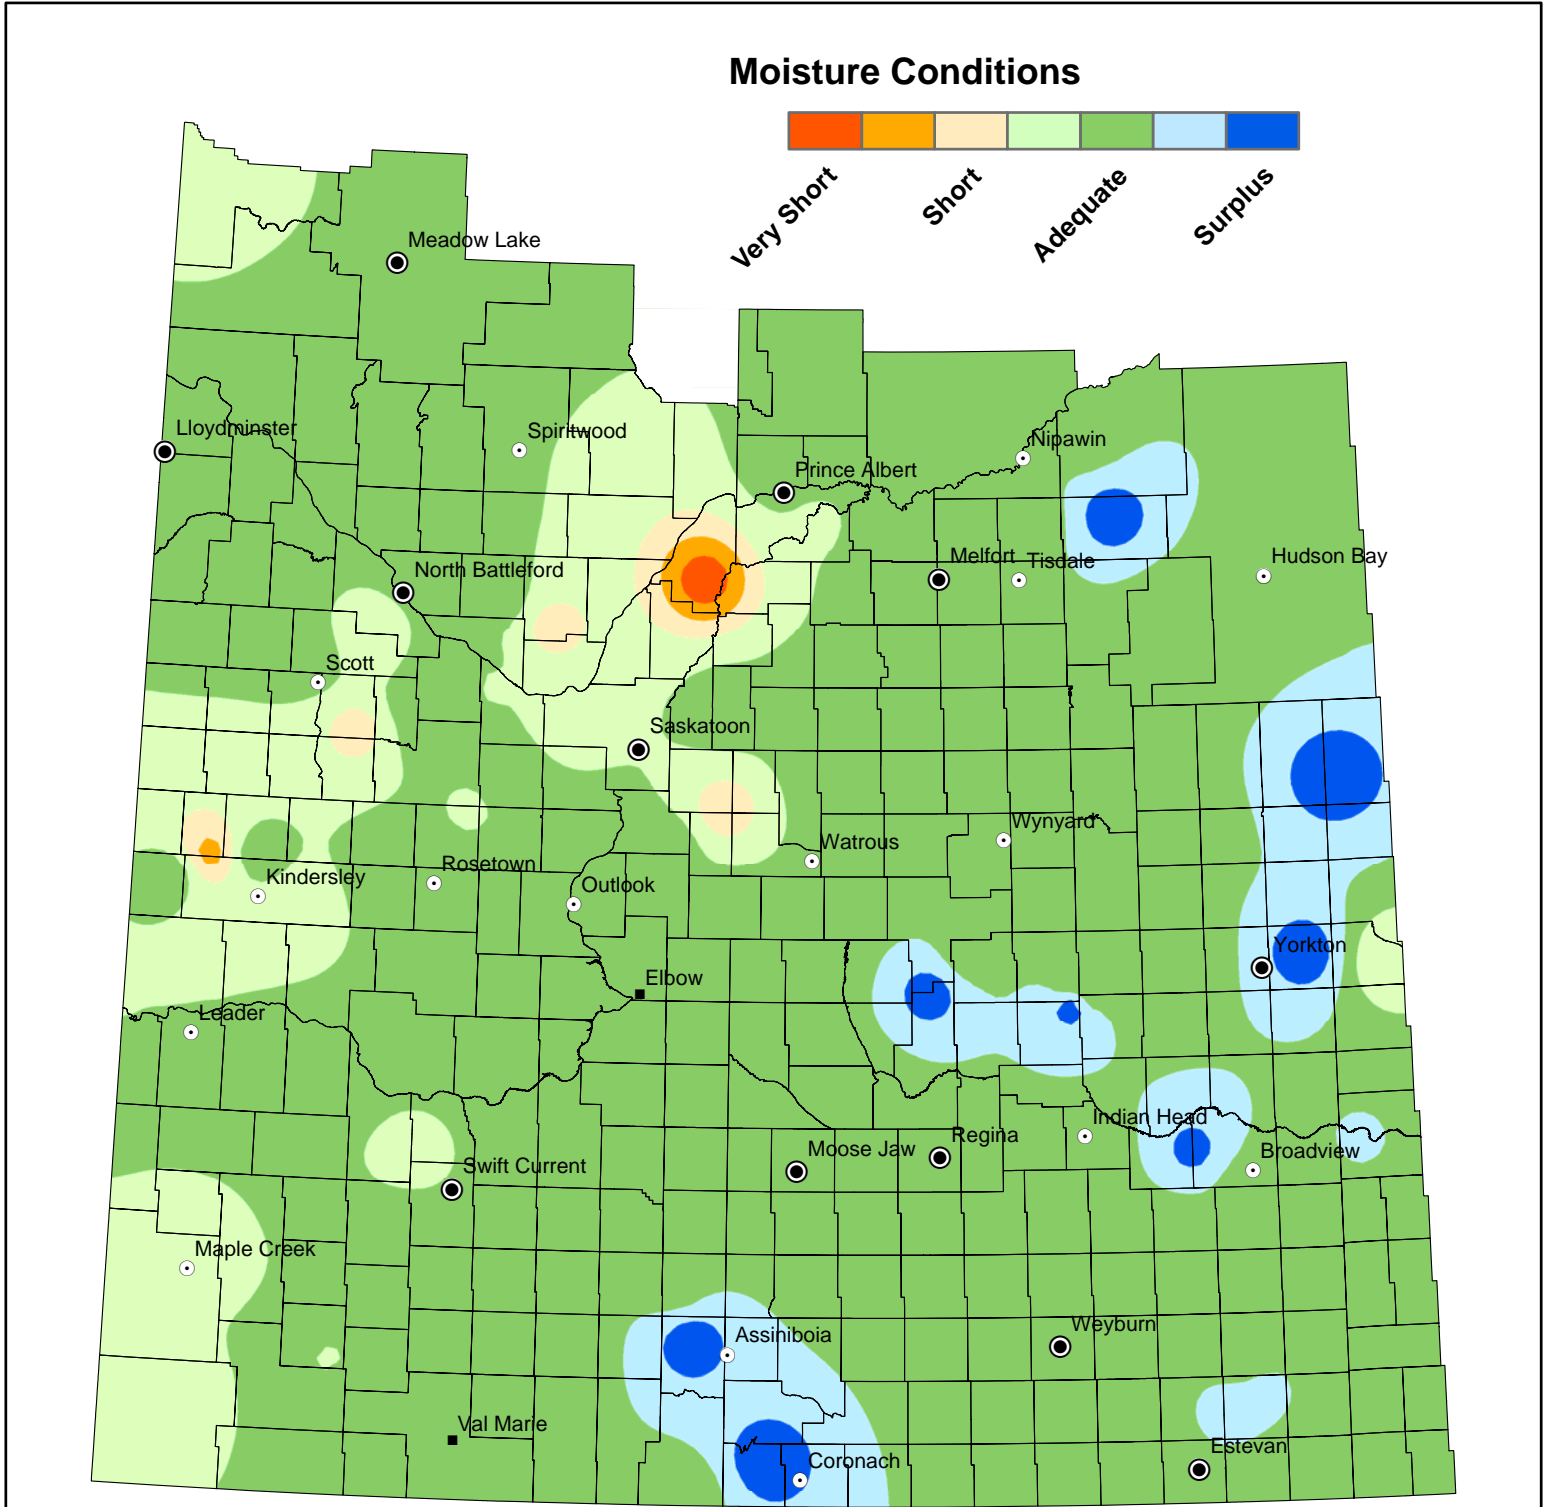 Moisture Conditions
Very Short
Short
Adequate
Surplus
Meadow Lake
Lloydminster
Spiritwood
Nipawin
Prince Albert
Melfort
Tisdale
Hudson Bay
North Battleford
Scott
Saskatoon
Wynyard
Watrous
Rosetown
Kindersley
Outlook
Yorkton
Elbow
Leader
Indian Head
Regina
Moose Jaw
Broadview
Swift Current
Maple Creek
Weyburn
Assiniboia
Val Marie
Estevan
Coronach